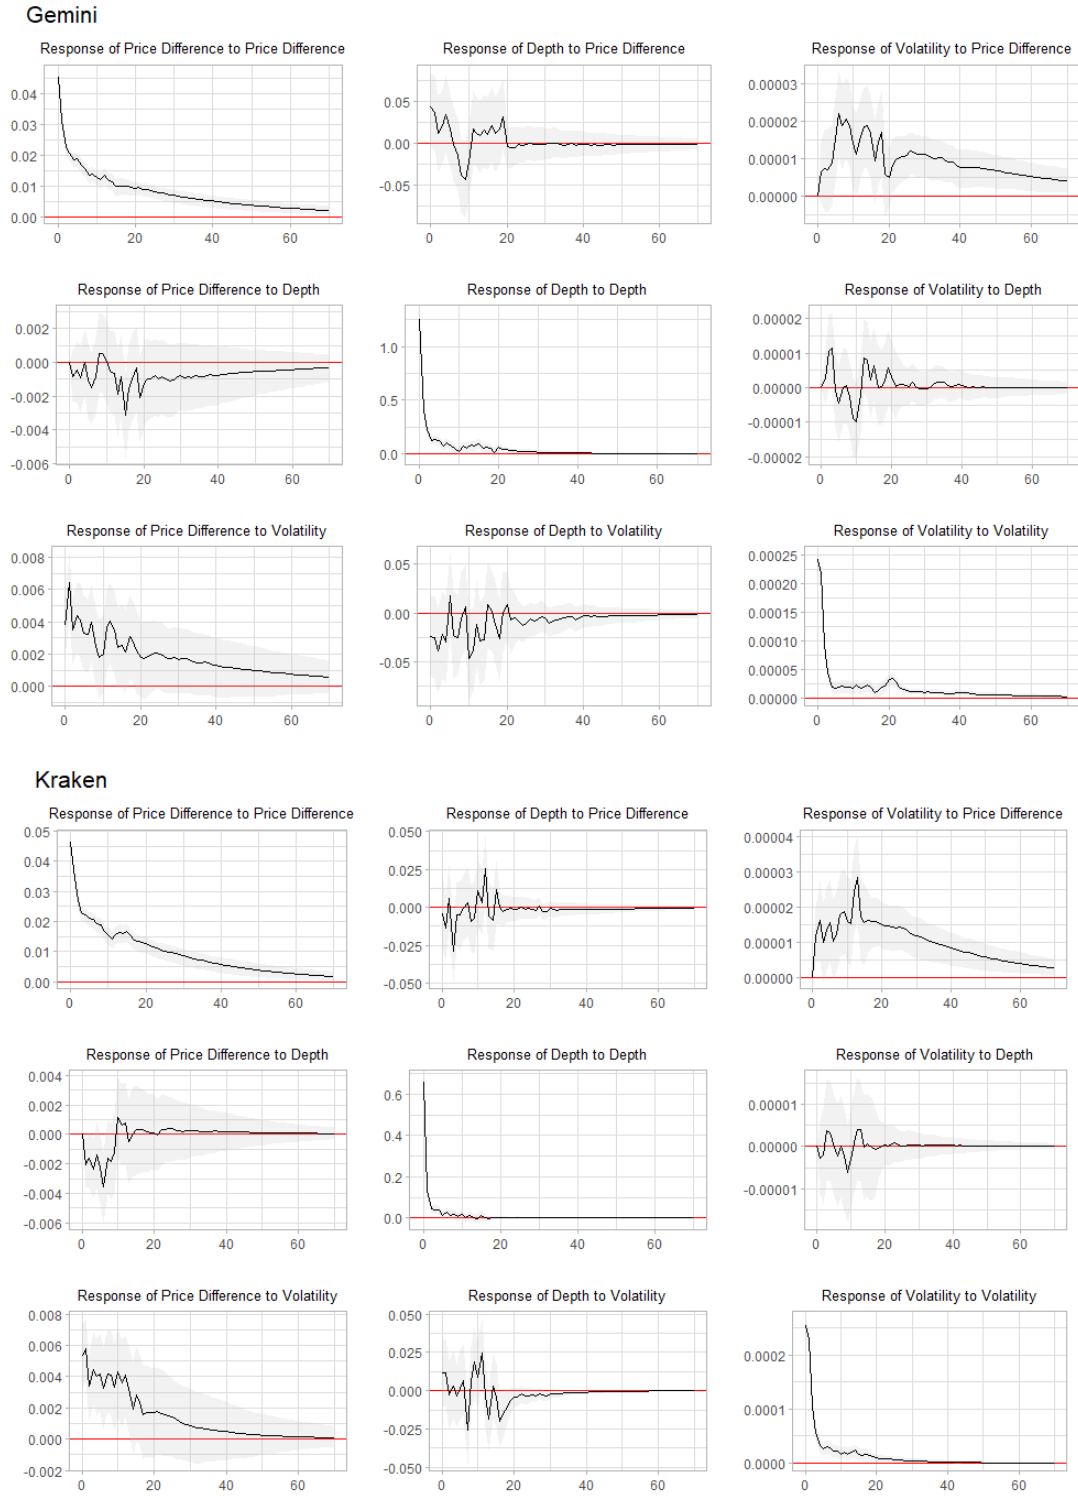 Gemini
Response of Price Difference to Price Difference
Response of Depth to Price Difference
Response of Volatility to Price Difference
0.04
0.03
0.02
0.01
0.00
0 20 40 60
0.05
0.00
-0.05
0 20 40 60
0.00003
0.00002
0.00001
0.00000
0 20 40 60
Response of Price Difference to Depth
Response of Depth to Depth
Response of Volatility to Depth
0.002
0.000
-0.002
-0.004
-0.006
0 20 40 60
1.0
0.5
0.0
0 20 40 60
0.00002
0.00001
0.00000
-0.00001
-0.00002
0 20 40 60
Response of Price Difference to Volatility
Response of Depth to Volatility
Response of Volatility to Volatility
0.008
0.006
0.004
0.002
0.000
0 20 40 60
0.05
0.00
-0.05
0 20 40 60
0.00025
0.00020
0.00015
0.00010
0.00005
0.00000
0 20 40 60
Kraken
Response of Price Difference to Price Difference
Response of Depth to Price Difference
Response of Volatility to Price Difference
0.05
0.04
0.03
0.02
0.01
0.00
0 20 40 60
0.050
0.025
0.000
-0.025
-0.050
0 20 40 60
0.00004
0.00003
0.00002
0.00001
0.00000
0 20 40 60
Response of Price Difference to Depth
Response of Depth to Depth
Response of Volatility to Depth
0.004
0.002
0.000
-0.002
-0.004
-0.006
0 20 40 60
0.6
0.4
0.2
0.0
0 20 40 60
0.00001
0.00000
-0.00001
0 20 40 60
Response of Price Difference to Volatility
Response of Depth to Volatility
Response of Volatility to Volatility
0.008
0.006
0.004
0.002
0.000
-0.002
0 20 40 60
0.050
0.025
0.000
-0.025
-0.050
0 20 40 60
0.0002
0.0001
0.0000
0 20 40 60